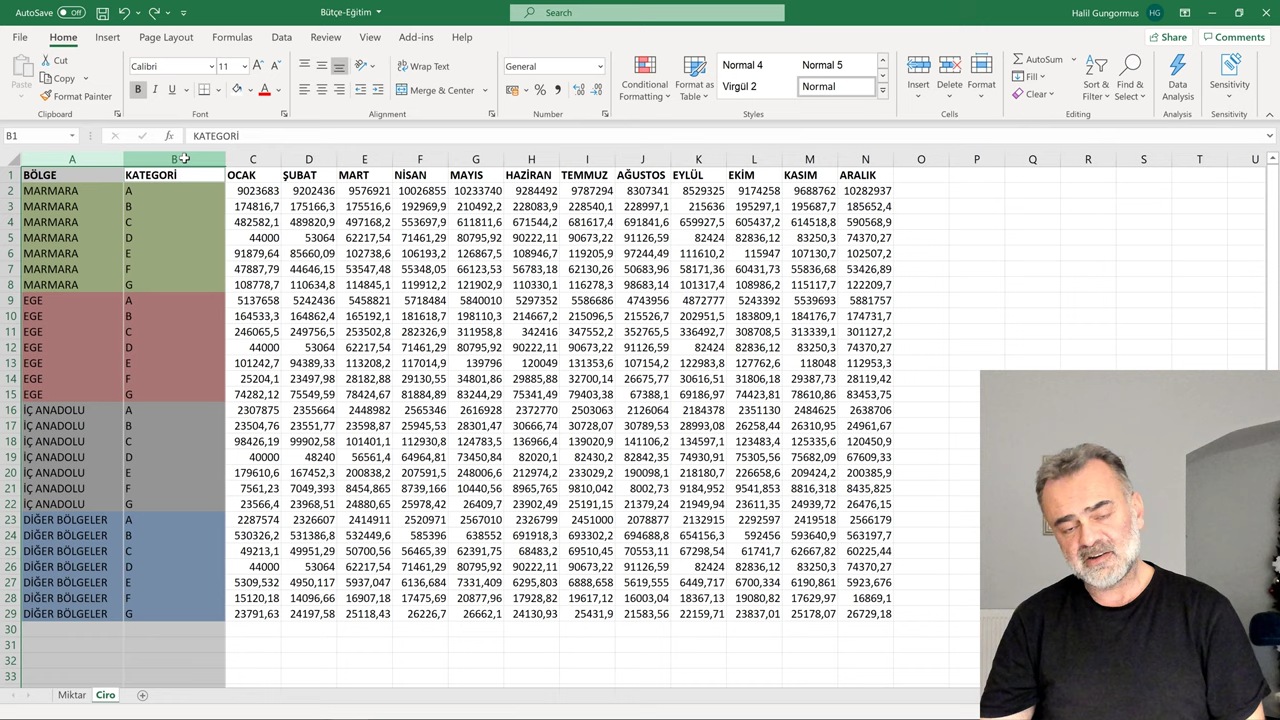 AutoSave Off Bütçe-Eğitim Search Halil Gungormus HG
File Home Insert Page Layout Formulas Data Review View Add-ins Help Share Comments
Paste Cut Copy Format Painter Clipboard
Calibri 11 B I U Font
Wrap Text Merge & Center Alignment
General % Number
Conditional Formatting Format as Table Normal 4 Normal 5 Virgül 2 Normal Styles
Insert Delete Format Cells
AutoSum Fill Clear Sort & Filter Find & Select Editing
Data Analysis Analysis Sensitivity Sensitivity
B1 fx KATEGORİ
A B C D E F G H I J K L M N O P Q R S T U
1 BÖLGE KATEGORİ OCAK ŞUBAT MART NİSAN MAYIS HAZİRAN TEMMUZ AĞUSTOS EYLÜL EKİM KASIM ARALIK
2 MARMARA A 9023683 9202436 9576921 10026855 10233740 9284492 9787294 8307341 8529325 9174258 9688762 10282937
3 MARMARA B 174816,7 175166,3 175516,6 192969,9 210492,2 228083,9 228540,1 228997,1 215636 195297,1 195687,7 185652,4
4 MARMARA C 482582,1 489820,9 497168,2 553697,9 611811,6 671544,2 681617,4 691841,6 659927,5 605437,2 614518,8 590568,9
5 MARMARA D 44000 53064 62217,54 71461,29 80795,92 90222,11 90673,22 91126,59 82424 82836,12 83250,3 74370,27
6 MARMARA E 91879,64 85660,09 102738,6 106193,2 126867,5 108946,7 119205,9 97244,49 111610,2 115947 107130,7 102507,2
7 MARMARA F 47887,79 44646,15 53547,48 55348,05 66123,53 56783,18 62130,26 50683,96 58171,36 60431,73 55836,68 53426,89
8 MARMARA G 108778,7 110634,8 114845,1 119912,2 121902,9 110330,1 116278,3 98683,14 101317,4 108986,2 115117,7 122209,7
9 EGE A 5137658 5242436 5458821 5718484 5840010 5297352 5586686 4743956 4872777 5243392 5539693 5881757
10 EGE B 164533,3 164862,4 165192,1 181618,7 198110,3 214667,2 215096,5 215526,7 202951,5 183809,1 184176,7 174731,7
11 EGE C 246065,5 249756,5 253502,8 282326,9 311958,8 342416 347552,2 352765,5 336492,7 308708,5 313339,1 301127,2
12 EGE D 44000 53064 62217,54 71461,29 80795,92 90222,11 90673,22 91126,59 82424 82836,12 83250,3 74370,27
13 EGE E 101242,7 94389,33 113208,2 117014,9 139796 120049 131353,6 107154,2 122983,8 127762,6 118048 112953,3
14 EGE F 25204,1 23497,98 28182,88 29130,55 34801,86 29885,88 32700,14 26675,77 30616,51 31806,18 29387,73 28119,42
15 EGE G 74282,12 75549,59 78424,67 81884,89 83244,29 75341,49 79403,38 67388,1 69186,97 74423,81 78610,86 83453,75
16 İÇ ANADOLU A 2307875 2355664 2448982 2565346 2616928 2372770 2503063 2126064 2184378 2351130 2484625 2638706
17 İÇ ANADOLU B 23504,76 23551,77 23598,87 25945,53 28301,47 30666,74 30728,07 30789,53 28993,08 26258,44 26310,95 24961,67
18 İÇ ANADOLU C 98426,19 99902,58 101401,1 112930,8 124783,5 136966,4 139020,9 141106,2 134597,1 123483,4 125335,6 120450,9
19 İÇ ANADOLU D 40000 48240 56561,4 64964,81 73450,84 82020,1 82430,2 82842,35 74930,91 75305,56 75682,09 67609,33
20 İÇ ANADOLU E 179610,6 167452,3 200838,2 207591,5 248006,6 212974,2 233029,2 190098,1 218180,7 226658,6 209424,2 200385,9
21 İÇ ANADOLU F 7561,23 7049,393 8454,865 8739,166 10440,56 8965,765 9810,042 8002,73 9184,952 9541,853 8816,318 8435,825
22 İÇ ANADOLU G 23566,4 23968,51 24880,65 25978,42 26409,7 23902,49 25191,15 21379,24 21949,94 23611,35 24939,72 26476,15
23 DİĞER BÖLGELER A 2287574 2326607 2414911 2520971 2567010 2326799 2451000 2078877 2132915 2292597 2419518 2566179
24 DİĞER BÖLGELER B 530326,2 531386,8 532449,6 585396 638552 691918,3 693302,2 694688,8 654156,3 592456 593640,9 563197,7
25 DİĞER BÖLGELER C 49213,1 49951,29 50700,56 56465,39 62391,75 68483,2 69510,45 70553,11 67298,54 61741,7 62667,82 60225,44
26 DİĞER BÖLGELER D 44000 53064 62217,54 71461,29 80795,92 90222,11 90673,22 91126,59 82424 82836,12 83250,3 74370,27
27 DİĞER BÖLGELER E 5309,532 4950,117 5937,047 6136,684 7331,409 6295,803 6888,658 5619,555 6449,717 6700,334 6190,861 5923,676
28 DİĞER BÖLGELER F 15120,18 14096,66 16907,18 17475,69 20877,96 17928,82 19617,12 16003,04 18367,13 19080,82 17629,97 16869,1
29 DİĞER BÖLGELER G 23791,63 24197,58 25118,43 26226,7 26662,1 24130,93 25431,9 21583,56 22159,71 23837,01 25178,07 26729,18
30
31
32
33
Miktar Ciro